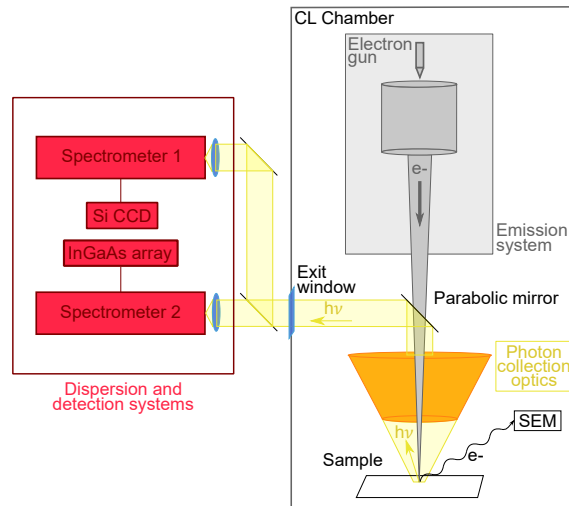 CL Chamber
Electron
gun
e-
Emission
system
Spectrometer 1
Si CCD
InGaAs array
Spectrometer 2
Dispersion and
detection systems
Exit
window
hν
Parabolic mirror
Photon
collection
optics
hν
SEM
e-
Sample